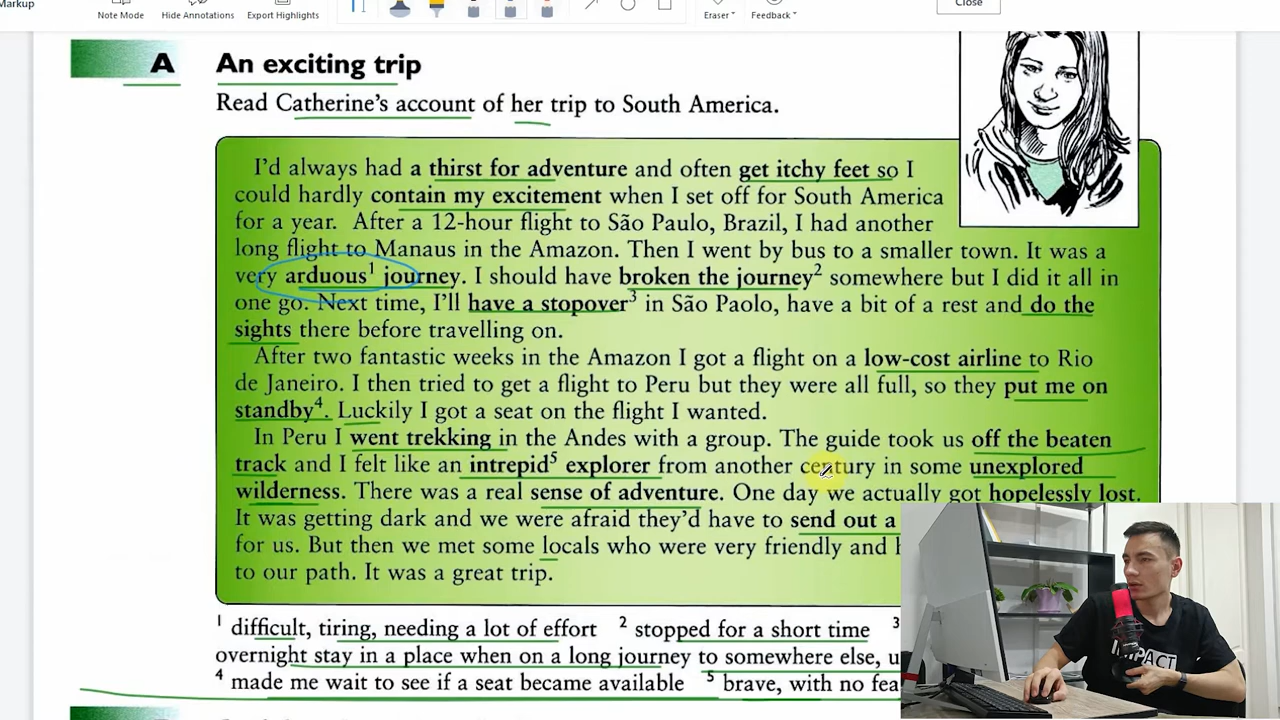 Markup
Note Mode
Hide Annotations
Export Highlights
Eraser
Feedback
Close
A An exciting trip
Read Catherine's account of her trip to South America.
I'd always had a thirst for adventure and often get itchy feet so I
could hardly contain my excitement when I set off for South America
for a year. After a 12-hour flight to São Paulo, Brazil, I had another
long flight to Manaus in the Amazon. Then I went by bus to a smaller town. It was a
very arduous¹ journey. I should have broken the journey² somewhere but I did it all in
one go. Next time, I'll have a stopover³ in São Paolo, have a bit of a rest and do the
sights there before travelling on.
After two fantastic weeks in the Amazon I got a flight on a low-cost airline to Rio
de Janeiro. I then tried to get a flight to Peru but they were all full, so they put me on
standby⁴. Luckily I got a seat on the flight I wanted.
In Peru I went trekking in the Andes with a group. The guide took us off the beaten
track and I felt like an intrepid⁵ explorer from another century in some unexplored
wilderness. There was a real sense of adventure. One day we actually got hopelessly lost.
It was getting dark and we were afraid they'd have to send out a
for us. But then we met some locals who were very friendly and
to our path. It was a great trip.
¹ difficult, tiring, needing a lot of effort ² stopped for a short time ³
overnight stay in a place when on a long journey to somewhere else,
⁴ made me wait to see if a seat became available ⁵ brave, with no
IMPACT